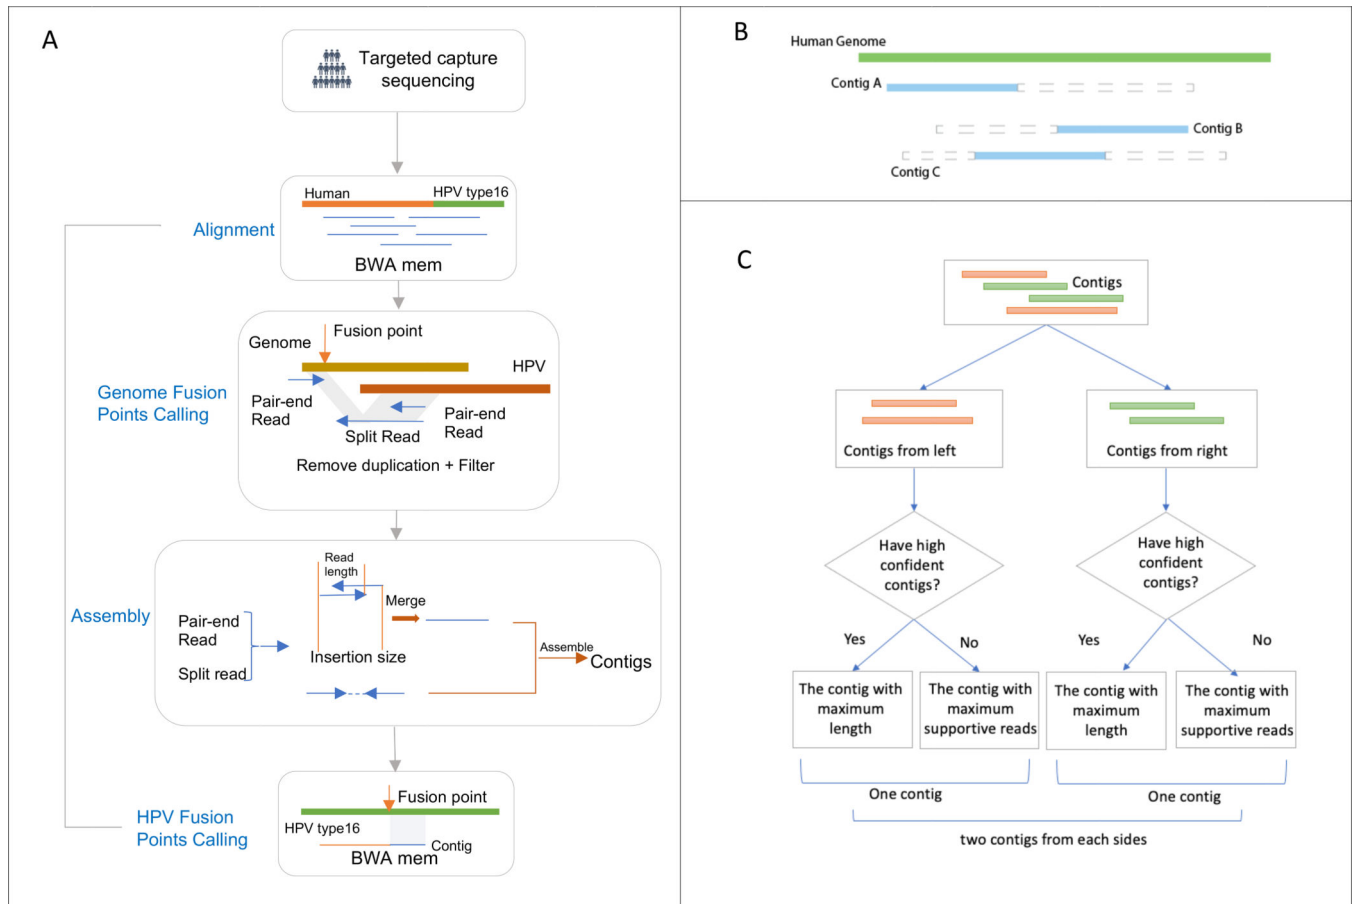 A
Targeted capture
sequencing
Human
HPV type16
Alignment
BWA mem
Fusion point
Genome
HPV
Genome Fusion
Points Calling
Pair-end
Read
Pair-end
Read
Split Read
Remove duplication + Filter
Read
length
Assembly
Merge
Pair-end
Read
Split read
Insertion size
Assemble
Contigs
HPV Fusion
Points Calling
Fusion point
HPV type16
Contig
BWA mem
B
Human Genome
Contig A
Contig B
Contig C
C
Contigs
Contigs from left
Contigs from right
Have high
confident
contigs?
Have high
confident
contigs?
Yes
No
Yes
No
The contig with
maximum
length
The contig with
maximum
supportive reads
The contig with
maximum
length
The contig with
maximum
supportive reads
One contig
One contig
two contigs from each sides